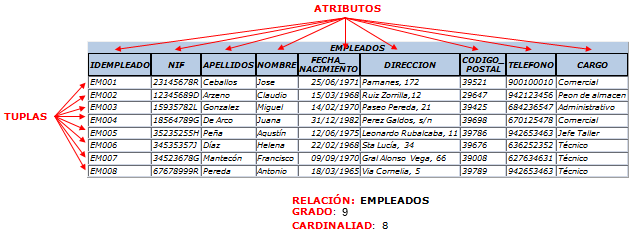 ATRIBUTOS
EMPLEADOS
IDEMPLEADO NIF APELLIDOS NOMBRE FECHA_NACIMIENTO DIRECCION CODIGO_POSTAL TELEFONO CARGO
EM001 23145678R Ceballos Jose 25/06/1971 Pamanes, 172 39521 900100010 Comercial
EM002 12345689D Arzeno Claudio 15/03/1968 Ruiz Zorrilla,12 29647 942123456 Peon de almacen
EM003 15935782L Gonzalez Miguel 14/02/1970 Paseo Pereda, 21 39425 684236547 Administrativo
TUPLAS
EM004 18564789G De Arco Juana 31/12/1982 Perez Galdos, s/n 39698 670125478 Comercial
EM005 35235255H Peña Agustín 12/06/1975 Leonardo Rubalcaba, 11 39786 942653463 Jefe Taller
EM006 34535357J Díaz Helena 22/02/1968 Sta Lucía, 34 39676 636252352 Técnico
EM007 34523678G Mantecón Francisco 09/09/1970 Gral Alonso Vega, 66 39008 627634631 Técnico
EM008 67678999R Pereda Antonio 18/03/1965 Via Cornelia, 5 39789 942653463 Técnico
RELACIÓN: EMPLEADOS
GRADO: 9
CARDINALIAD: 8